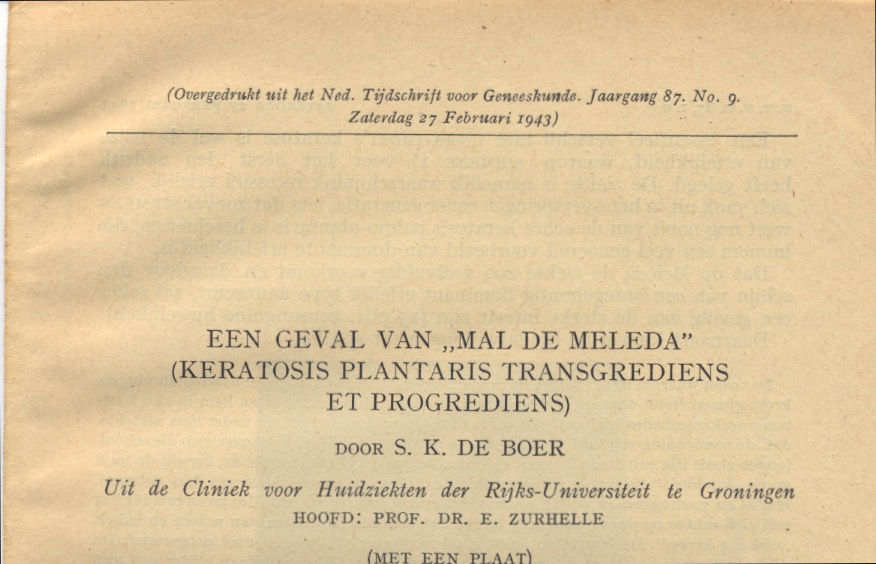 (Overgedrukt uit het Ned. Tijdschrift voor Geneeskunde. Jaargang 87. No. 9.
Zaterdag 27 Februari 1943)
EEN GEVAL VAN „MAL DE MELEDA”
(KERATOSIS PLANTARIS TRANSGREDIENS
ET PROGREDIENS)
DOOR S. K. DE BOER
Uit de Cliniek voor Huidziekten der Rijks-Universiteit te Groningen
HOOFD: PROF. DR. E. ZURHELLE
(MET EEN PLAAT)